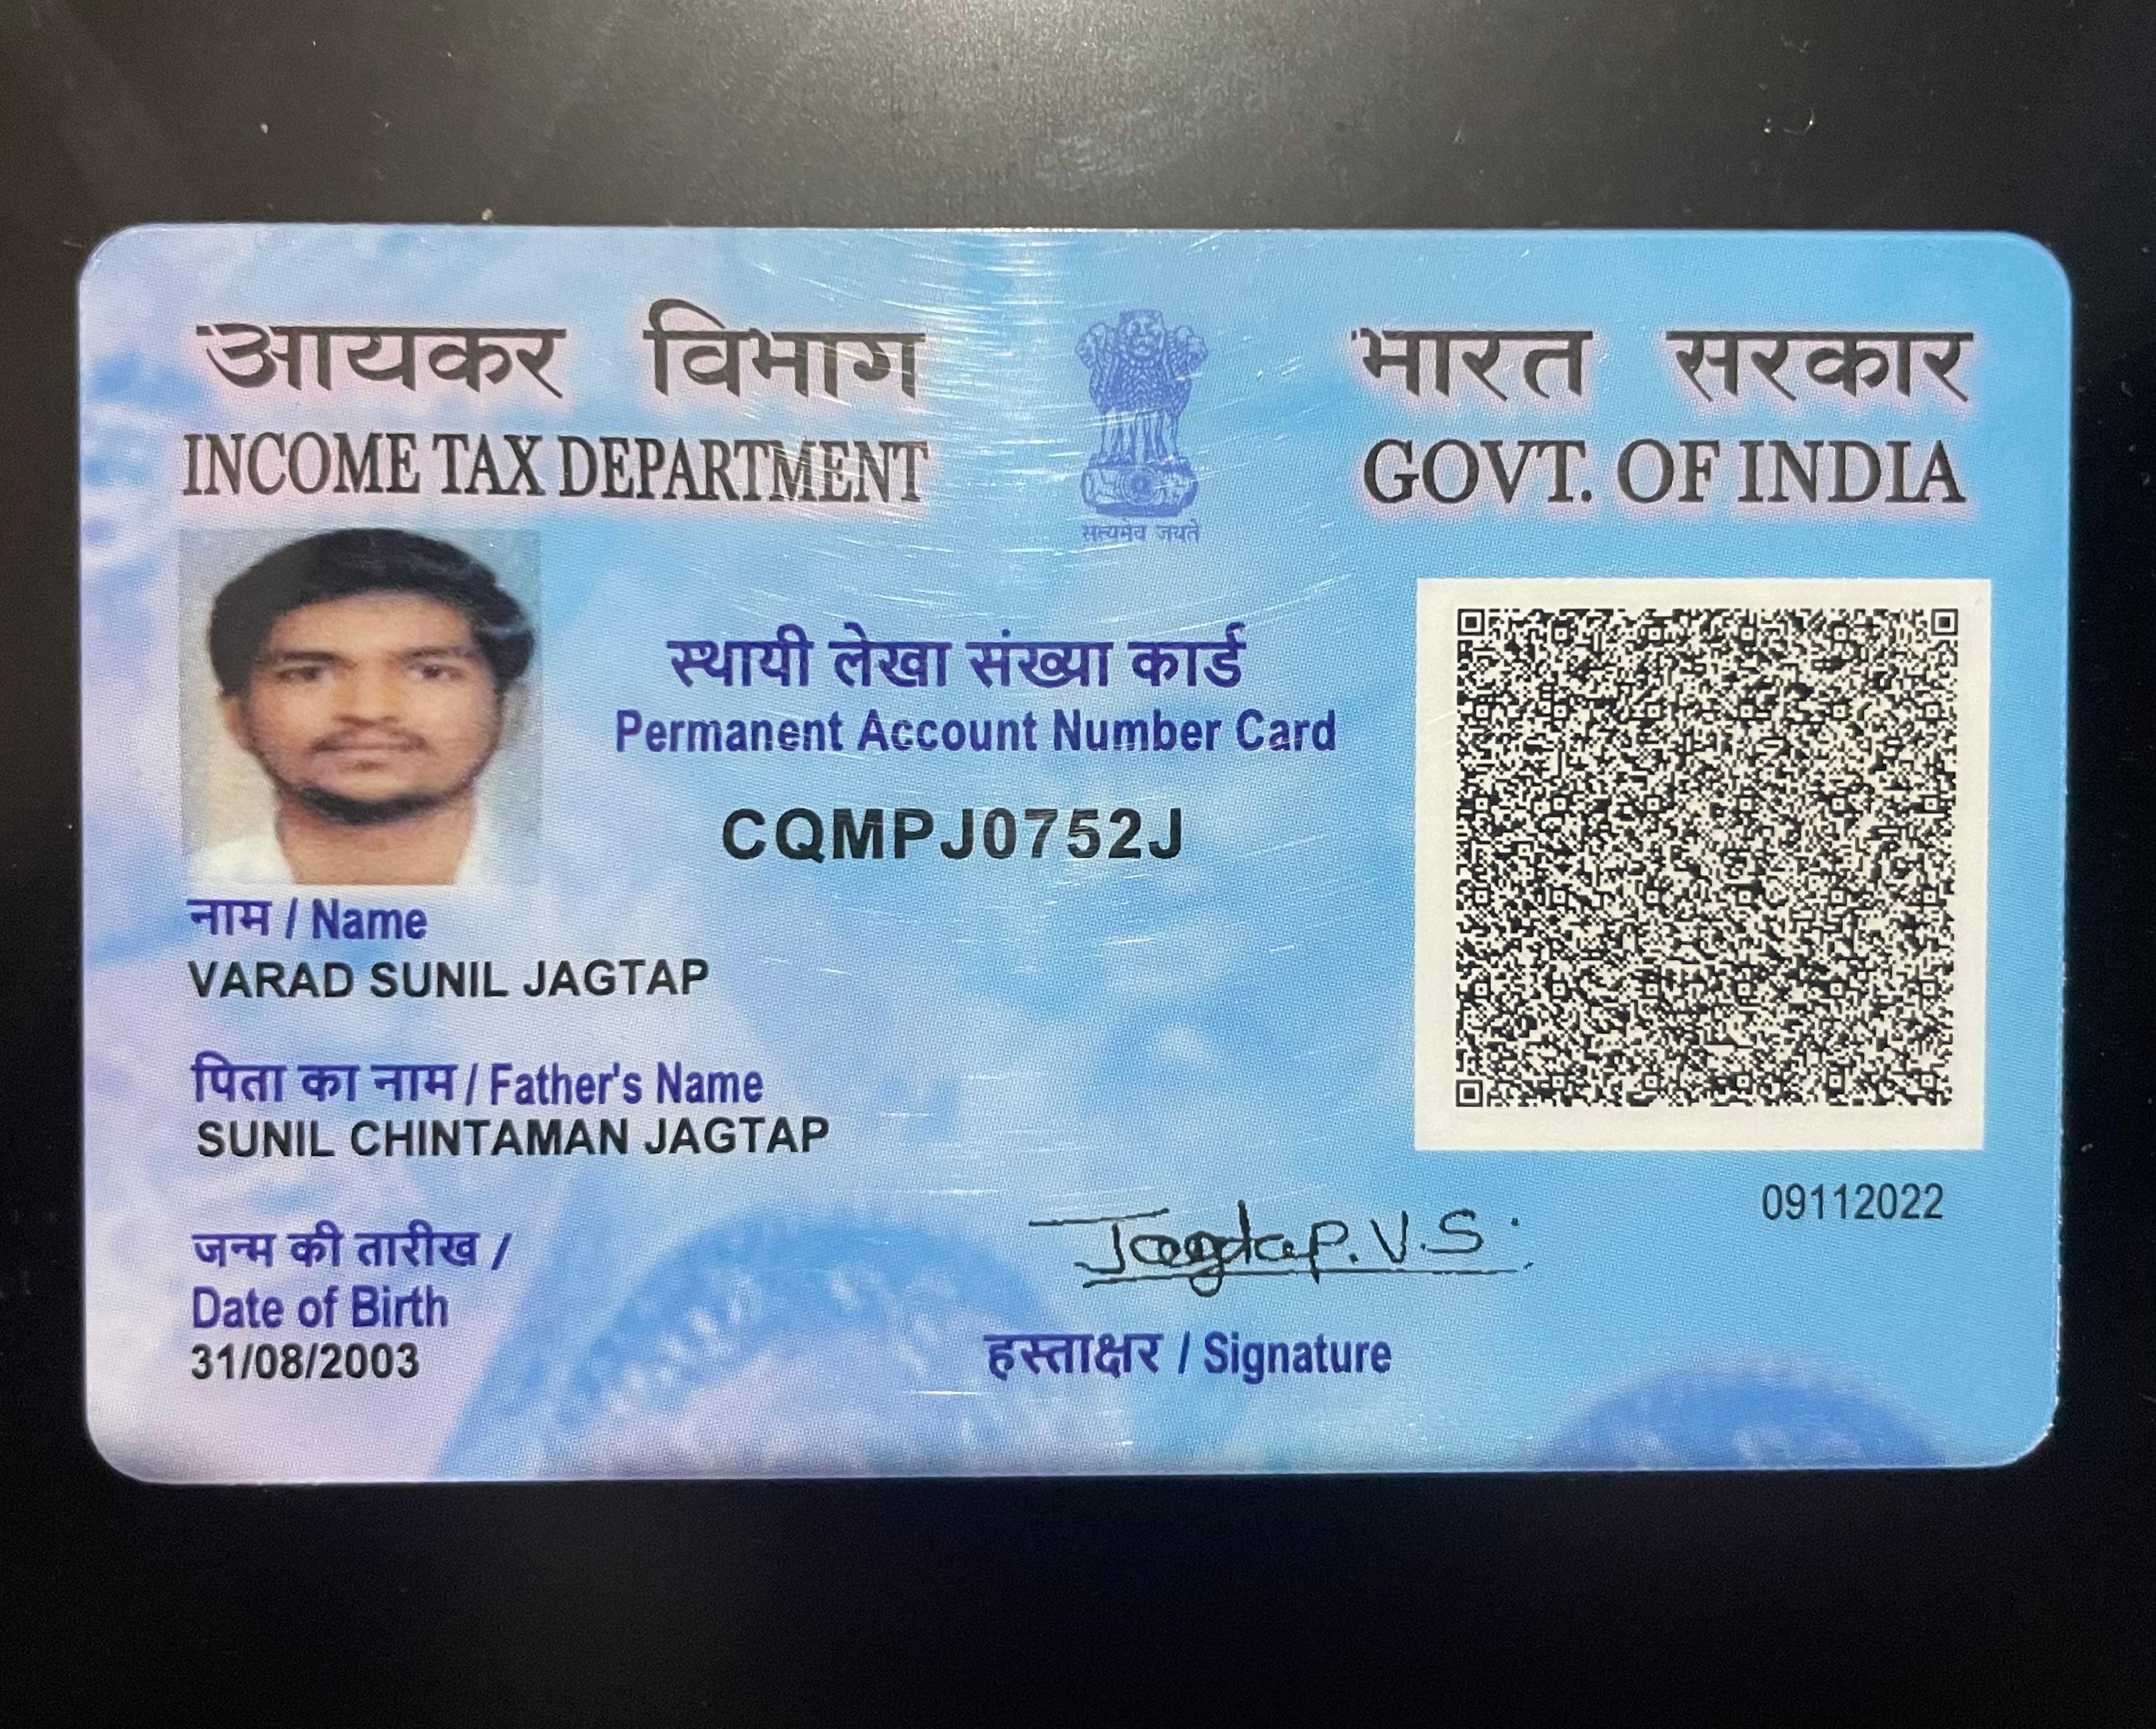 आयकर विभाग
INCOME TAX DEPARTMENT
सत्यमेव जयते
भारत सरकार
GOVT. OF INDIA
स्थायी लेखा संख्या कार्ड
Permanent Account Number Card
CQMPJ0752J
नाम / Name
VARAD SUNIL JAGTAP
पिता का नाम / Father's Name
SUNIL CHINTAMAN JAGTAP
09112022
जन्म की तारीख /
Date of Birth
31/08/2003
Jagtap.V.S.
हस्ताक्षर / Signature